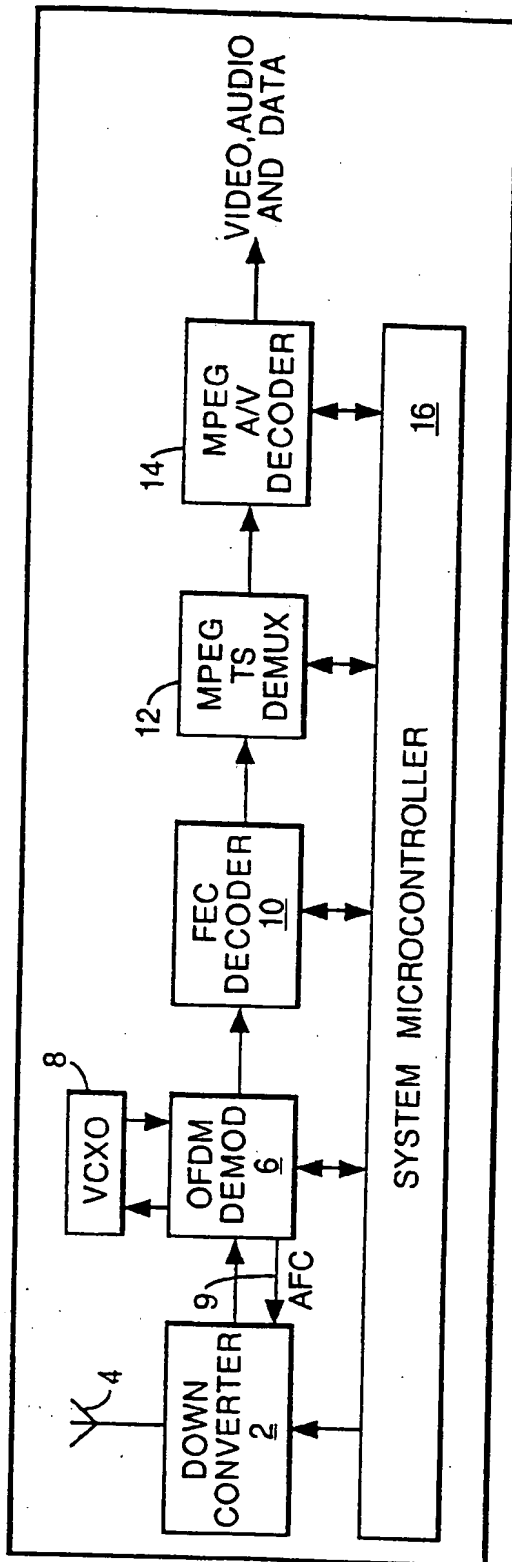 4
DOWN
CONVERTER
2
9
AFC
VCXO
8
OFDM
DEMOD
6
FEC
DECODER
10
12
MPEG
TS
DEMUX
14
MPEG
A/V
DECODER
VIDEO, AUDIO
AND DATA
SYSTEM MICROCONTROLLER
16